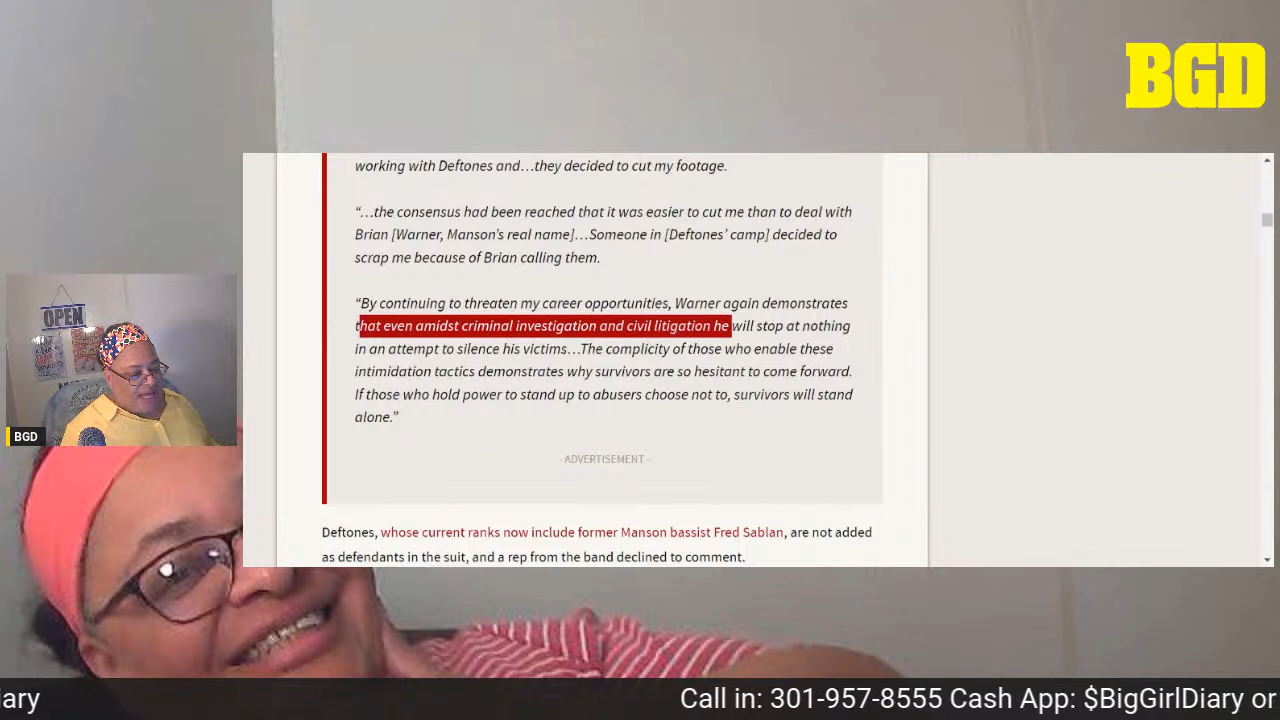 BGD
working with Deftones and…they decided to cut my footage.
“…the consensus had been reached that it was easier to cut me than to deal with
Brian [Warner, Manson’s real name]…Someone in [Deftones’ camp] decided to
scrap me because of Brian calling them.
“By continuing to threaten my career opportunities, Warner again demonstrates
that even amidst criminal investigation and civil litigation he will stop at nothing
in an attempt to silence his victims…The complicity of those who enable these
intimidation tactics demonstrates why survivors are so hesitant to come forward.
If those who hold power to stand up to abusers choose not to, survivors will stand
alone.”
- ADVERTISEMENT -
Deftones, whose current ranks now include former Manson bassist Fred Sablan, are not added
as defendants in the suit, and a rep from the band declined to comment.
OPEN
BGD
iary
Call in: 301-957-8555 Cash App: $BigGirlDiary or